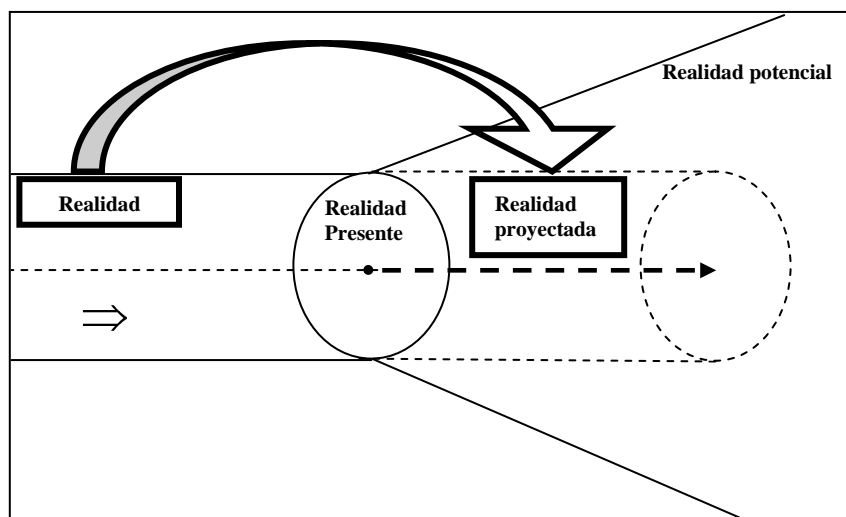 Realidad potencial
Realidad
Realidad
Presente
Realidad
proyectada